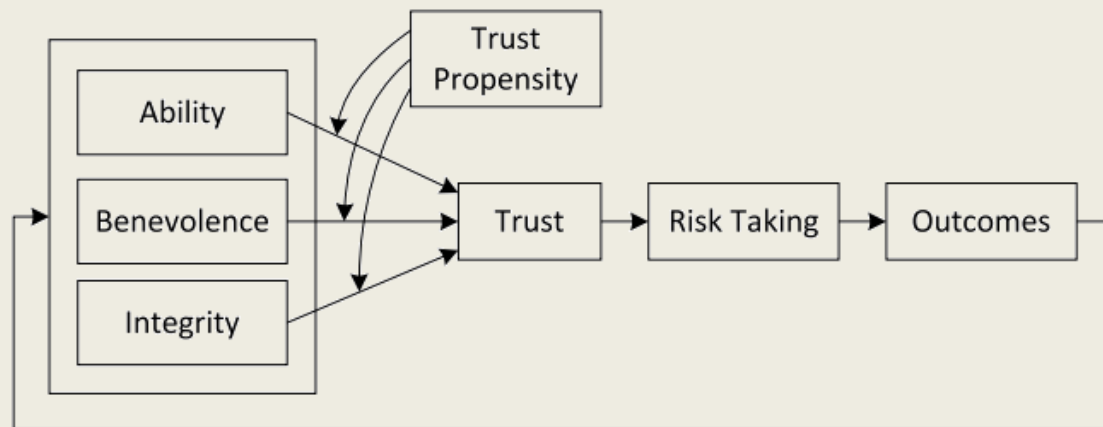 Trust
Propensity
Ability
Benevolence
Trust
Risk Taking
Outcomes
Integrity